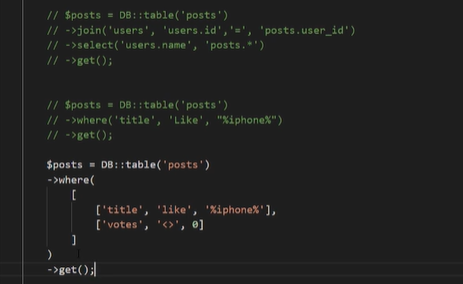 // $posts = DB::table('posts')
// ->join('users', 'users.id','=', 'posts.user_id')
// ->select('users.name', 'posts.*')
// ->get();
// $posts = DB::table('posts')
// ->where('title', 'Like', "%iphone%")
// ->get();
$posts = DB::table('posts')
->where(
[
['title', 'like', '%iphone%'],
['votes', '<>', 0]
]
)
->get();